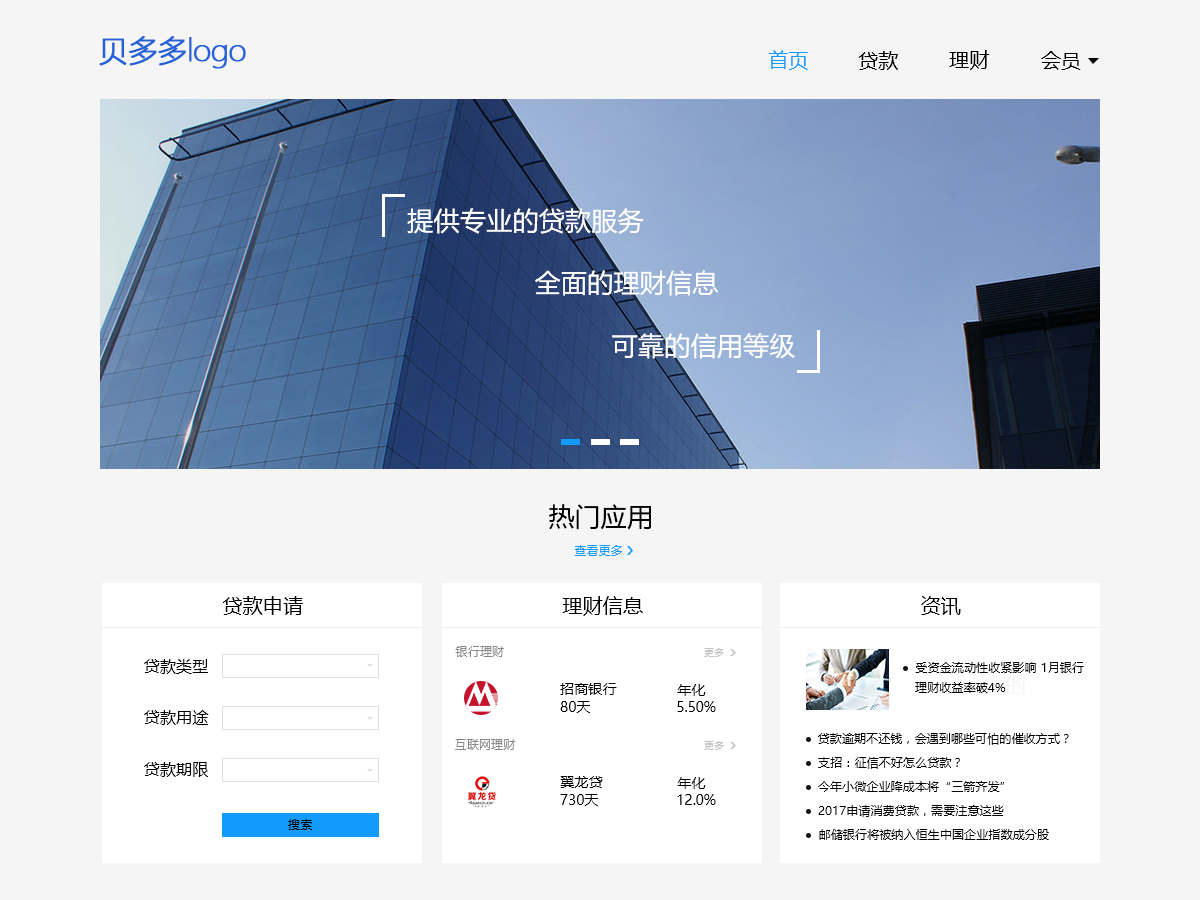 贝多多logo
首页 贷款 理财 会员
提供专业的贷款服务
全面的理财信息
可靠的信用等级
热门应用
查看更多
贷款申请
贷款类型
贷款用途
贷款期限
搜索
理财信息
银行理财 更多
招商银行 年化
80天 5.50%
互联网理财 更多
翼龙贷
翼龙贷 年化
730天 12.0%
资讯
受资金流动性收紧影响 1月银行
理财收益率破4%
的
贷款逾期不还钱，会遇到哪些可怕的催收方式？
支招：征信不好怎么贷款？
今年小微企业降成本将“三箭齐发”
2017申请消费贷款，需要注意这些
邮储银行将被纳入恒生中国企业指数成分股